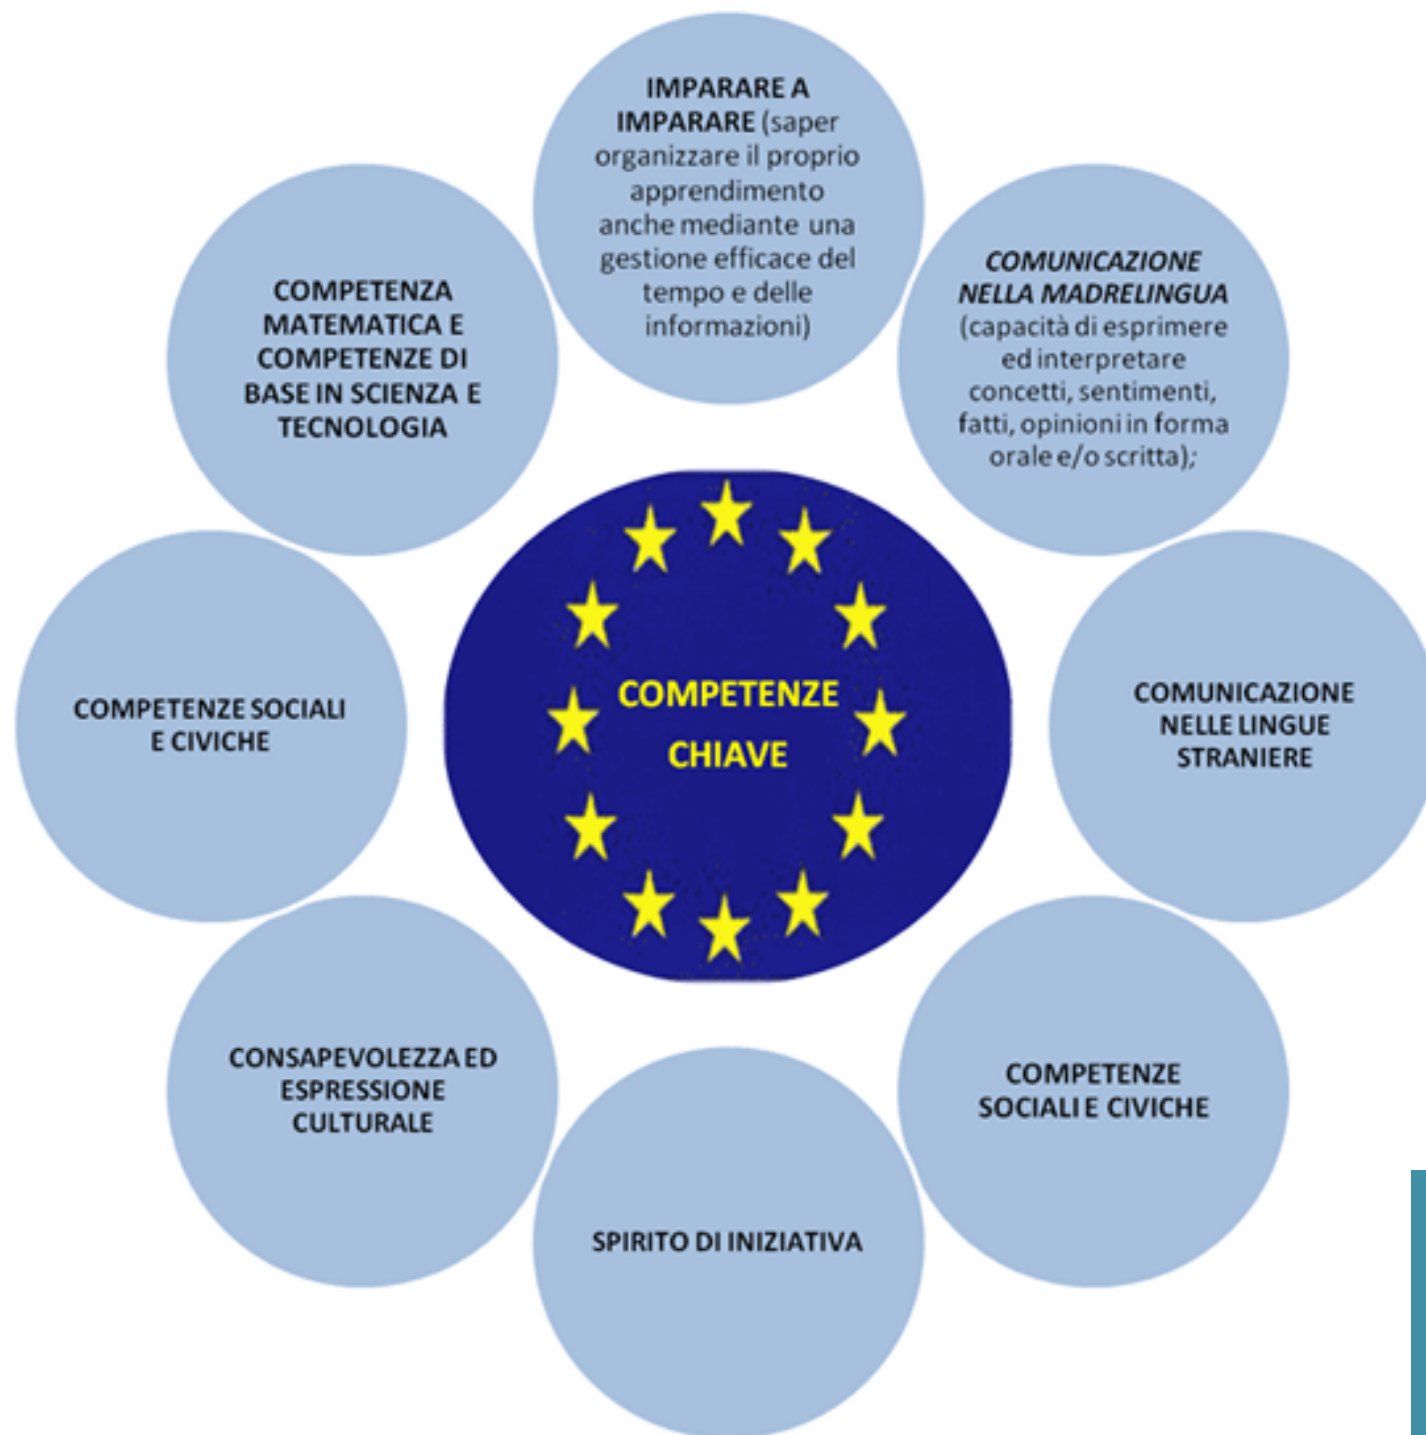 IMPARARE A
IMPARARE (saper
organizzare il proprio
apprendimento
anche mediante una
gestione efficace del
tempo e delle
informazioni)
COMUNICAZIONE
NELLA MADRELINGUA
(capacità di esprimere
ed interpretare
concetti, sentimenti,
fatti, opinioni in forma
orale e/o scritta);
COMUNICAZIONE
NELLE LINGUE
STRANIERE
COMPETENZE
SOCIALI E CIVICHE
SPIRITO DI INIZIATIVA
CONSAPEVOLEZZA ED
ESPRESSIONE
CULTURALE
COMPETENZE SOCIALI
E CIVICHE
COMPETENZA
MATEMATICA E
COMPETENZE DI
BASE IN SCIENZA E
TECNOLOGIA
COMPETENZE
CHIAVE